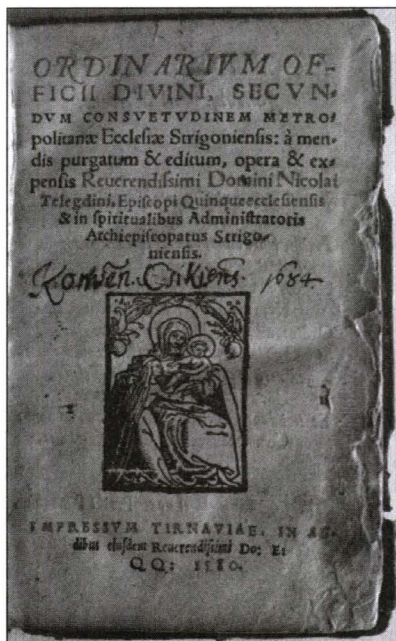 ORDINARIVM OF-
FICII DIVINI, SECVN-
DVM CONSVETVDINEM METRO-
politanæ Ecclesiæ Strigoniensis: à men-
dis purgatum & editum, opera & ex-
pensis Reuerendissimi Domini Nicolai
Telegdini, Episcopi Quinqueecclesiensis
& in spiritualibus Administratoris
Archiepiscopatus Strigo-
niensis.
Conven. Csikiens. 1684
IMPRESSVM TIRNAVIAE, IN AE-
dibus eiusdem Reuerendissimi Do: E:
QQ: 1580.